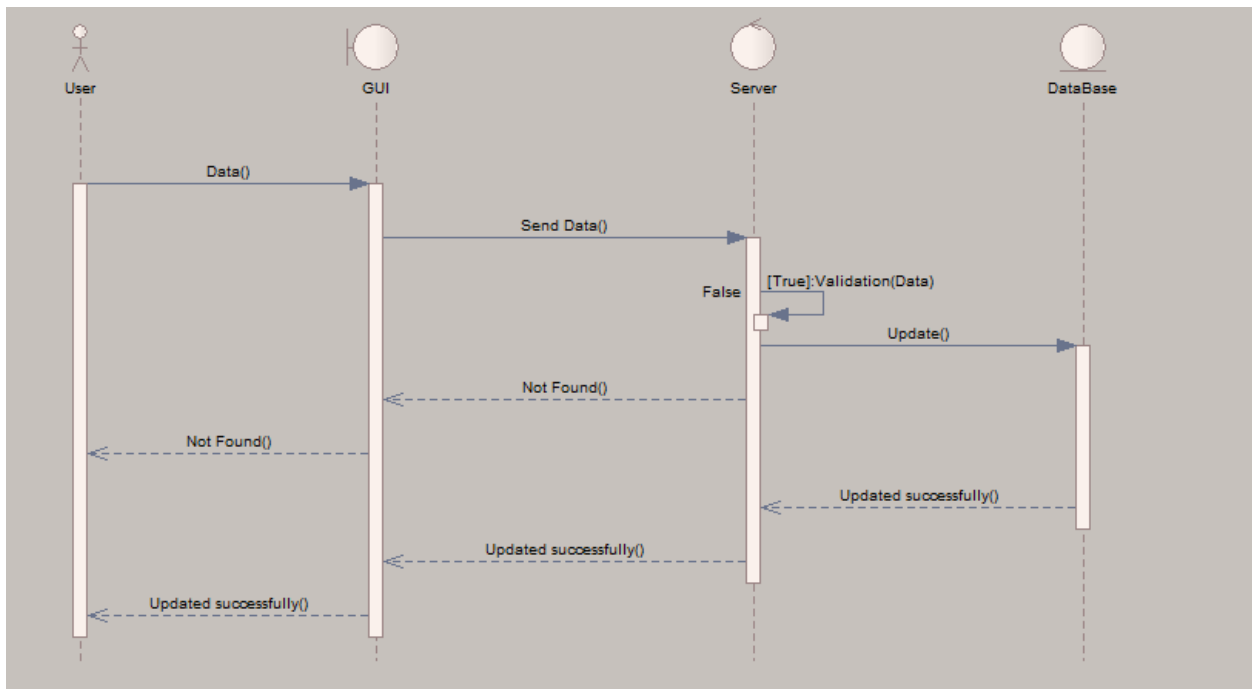 User
GUI
Server
DataBase
Data()
Send Data()
[True]:Validation(Data)
False
Update()
Not Found()
Not Found()
Updated successfully()
Updated successfully()
Updated successfully()